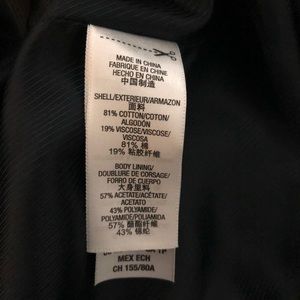 MADE IN CHINA
FABRIQUE EN CHINE
HECHO EN CHINA
中国制造
SHELL/EXTERIEUR/ARMAZON
面料
81% COTTON/COTON/
ALGODÓN
19% VISCOSE/VISCOSE/
VISCOSA
81% 棉
19% 粘胶纤维
BODY LINING/
DOUBLURE DE CORSAGE/
FORRO DE CUERPO
大身里料
57% ACETATE/ACÉTATE/
ACETATO
43% POLYAMIDE/
POLYAMIDE/POLIAMIDA
57% 醋酯纤维
43% 锦纶
MEX ECH
CH 155/80A